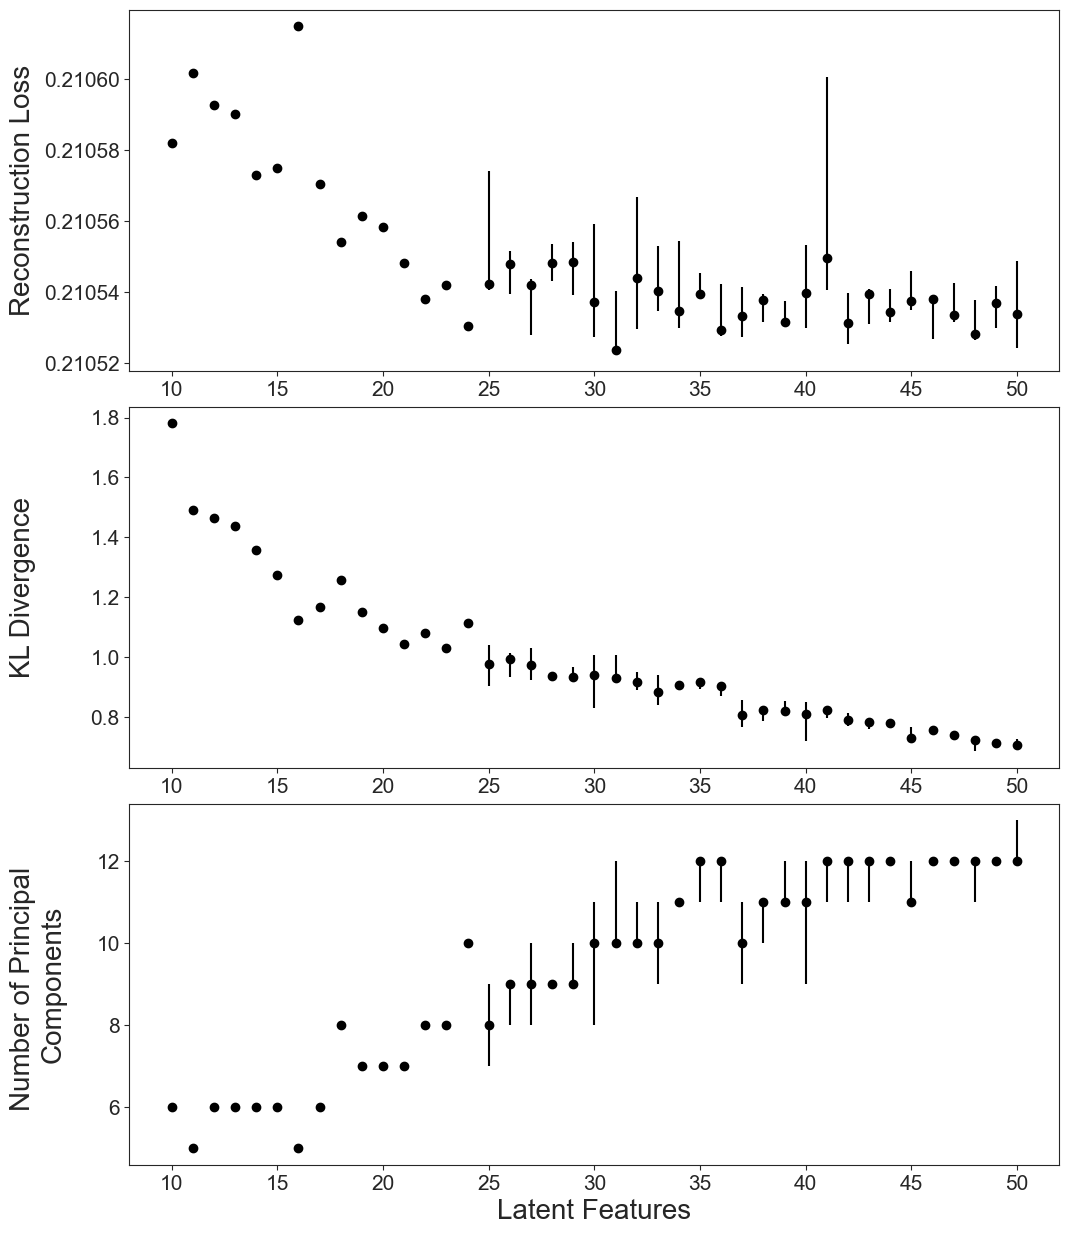 Reconstruction Loss
0.21060
0.21058
0.21056
0.21054
0.21052
10 15 20 25 30 35 40 45 50
KL Divergence
1.8
1.6
1.4
1.2
1.0
0.8
10 15 20 25 30 35 40 45 50
Number of Principal
Components
12
10
8
6
10 15 20 25 30 35 40 45 50
Latent Features